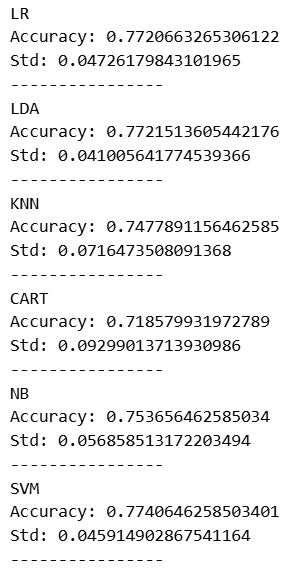 LR
Accuracy: 0.7720663265306122
Std: 0.04726179843101965
----------------
LDA
Accuracy: 0.7721513605442176
Std: 0.041005641774539366
----------------
KNN
Accuracy: 0.7477891156462585
Std: 0.0716473508091368
----------------
CART
Accuracy: 0.718579931972789
Std: 0.09299013713930986
----------------
NB
Accuracy: 0.753656462585034
Std: 0.056858513172203494
----------------
SVM
Accuracy: 0.7740646258503401
Std: 0.045914902867541164
----------------